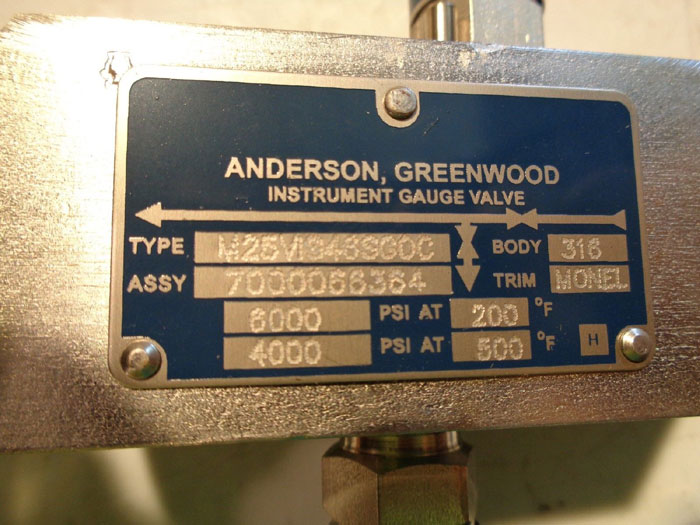 ANDERSON, GREENWOOD
INSTRUMENT GAUGE VALVE
TYPE BODY 316
ASSY 7000066364 TRIM MONEL
6000 PSI AT 200 °F
4000 PSI AT 500 °F
H